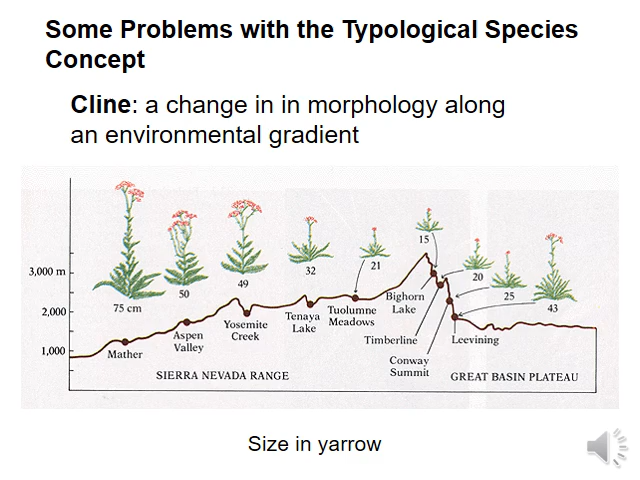 Some Problems with the Typological Species
Concept
Cline: a change in in morphology along
an environmental gradient
3,000 m
2,000
1,000
75 cm
50
49
32
21
15
20
25
43
Mather
Aspen
Valley
Yosemite
Creek
Tenaya
Lake
Tuolumne
Meadows
Bighorn
Lake
Timberline
Conway
Summit
Leevining
SIERRA NEVADA RANGE
GREAT BASIN PLATEAU
Size in yarrow